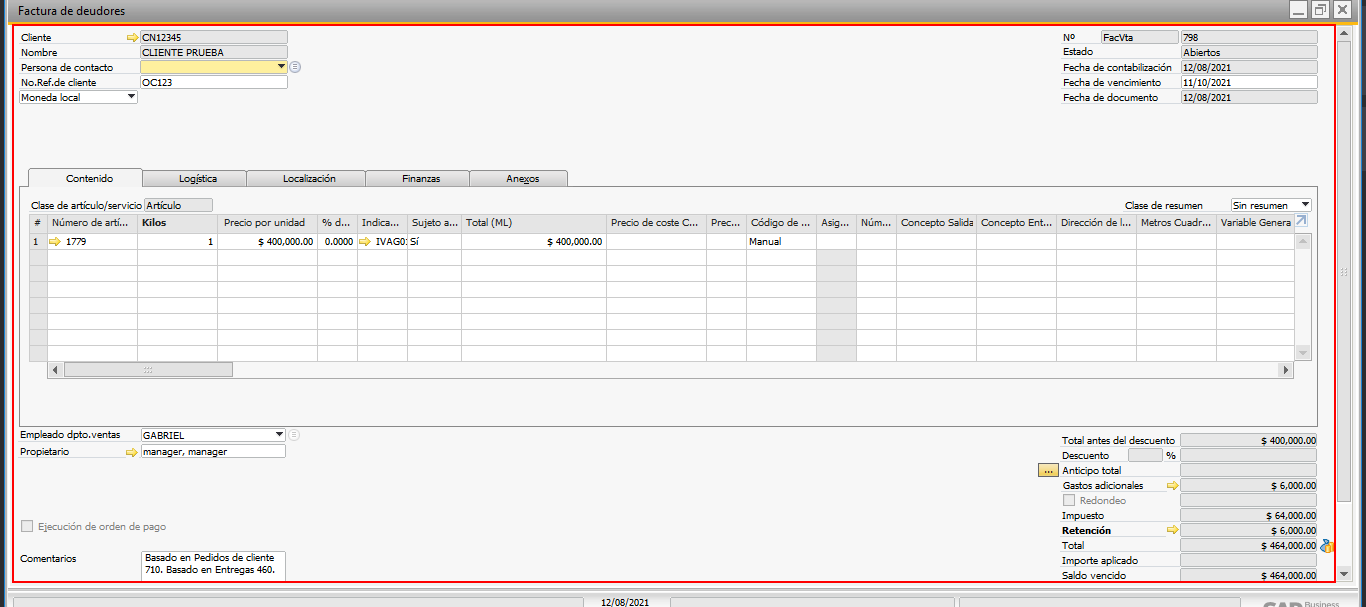 Factura de deudores
Cliente CN12345
Nombre CLIENTE PRUEBA
Persona de contacto
No.Ref.de cliente OC123
Moneda local
Nº FacVta 798
Estado Abiertos
Fecha de contabilización 12/08/2021
Fecha de vencimiento 11/10/2021
Fecha de documento 12/08/2021
Contenido Logística Localización Finanzas Anexos
Clase de artículo/servicio Artículo Clase de resumen Sin resumen
# Número de artí... Kilos Precio por unidad % d... Indica... Sujeto a... Total (ML) Precio de coste C... Prec... Código de ... Asig... Núm... Concepto Salida Concepto Ent... Dirección de l... Metros Cuadr... Variable Genera
1 1779 1 $ 400,000.00 0.0000 IVAG0: Sí $ 400,000.00 Manual
Empleado dpto.ventas GABRIEL
Propietario manager, manager
Ejecución de orden de pago
Comentarios Basado en Pedidos de cliente
710. Basado en Entregas 460.
Total antes del descuento $ 400,000.00
Descuento %
... Anticipo total
Gastos adicionales $ 6,000.00
Redondeo
Impuesto $ 64,000.00
Retención $ 6,000.00
Total $ 464,000.00
Importe aplicado
Saldo vencido $ 464,000.00
12/08/2021
SAP Business